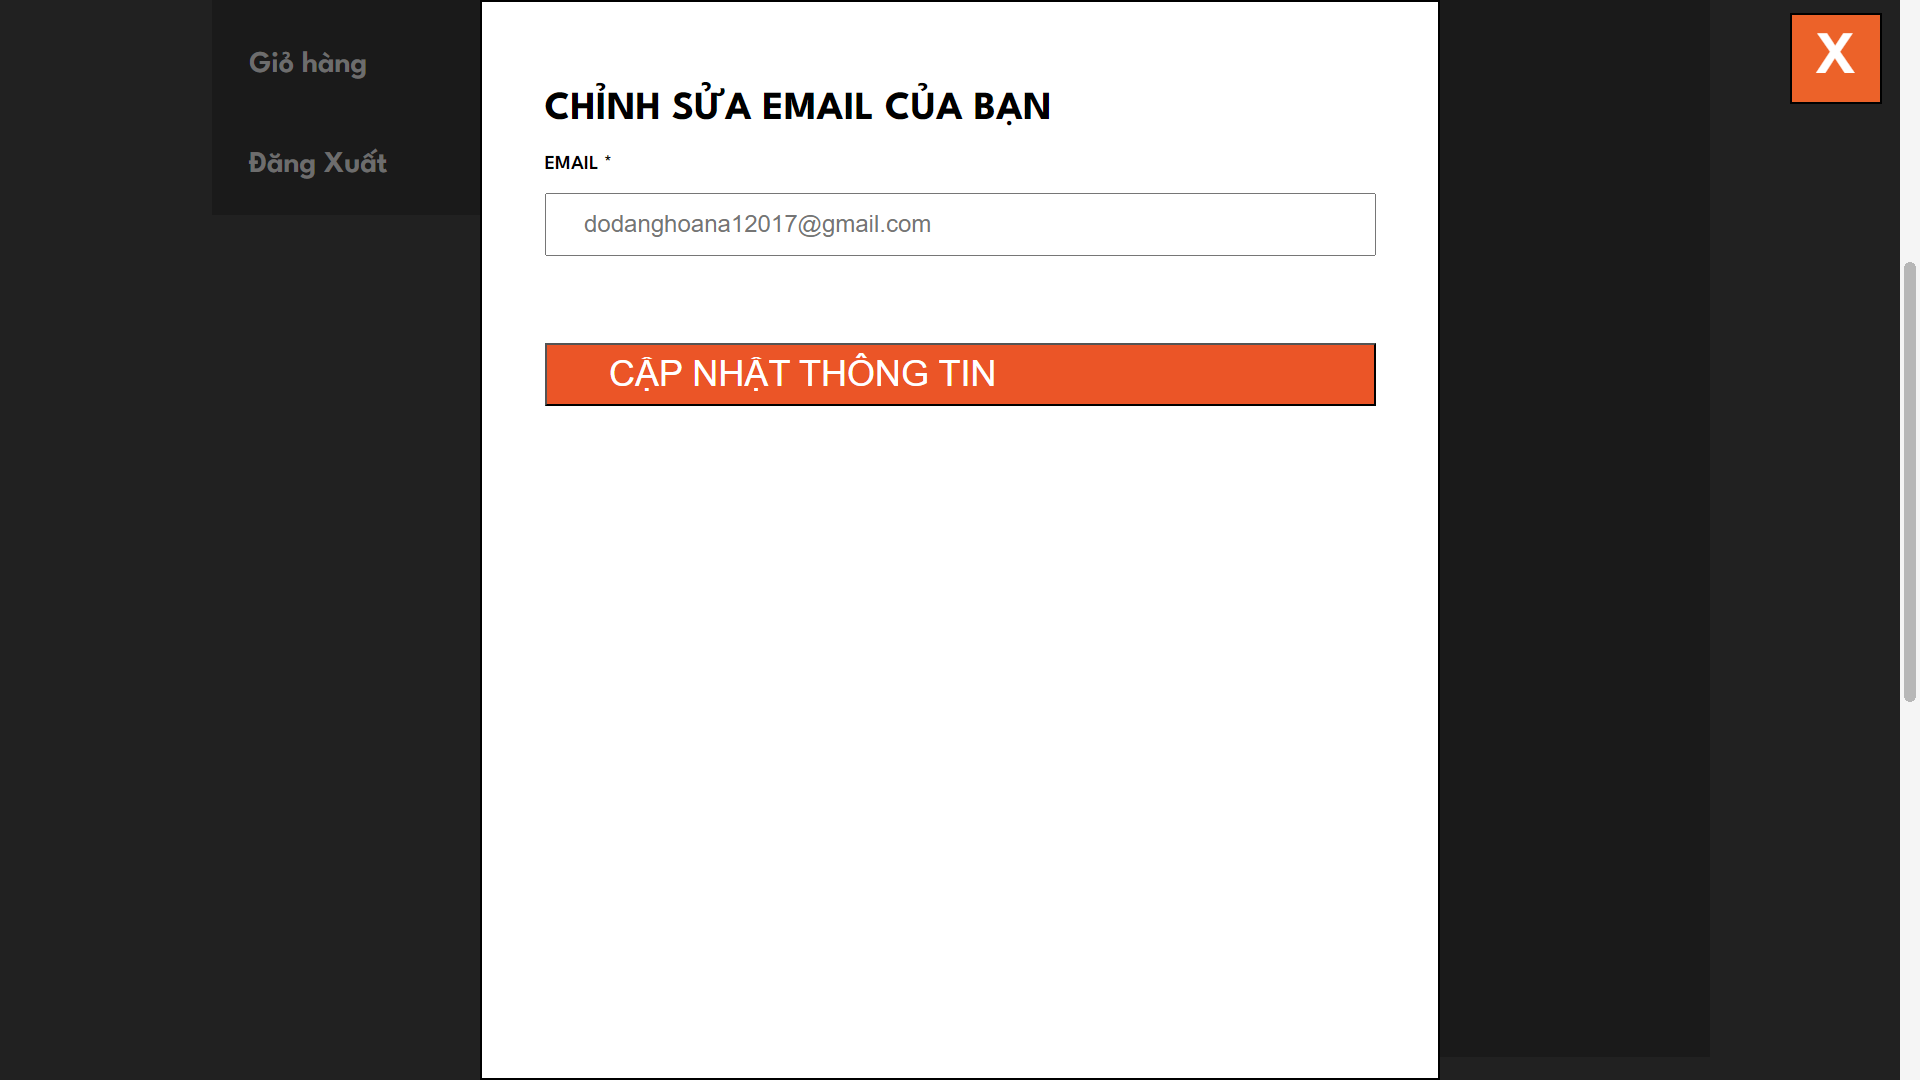 Giỏ hàng
Đăng Xuất
CHỈNH SỬA EMAIL CỦA BẠN
EMAIL *
dodanghoana12017@gmail.com
CẬP NHẬT THÔNG TIN
X